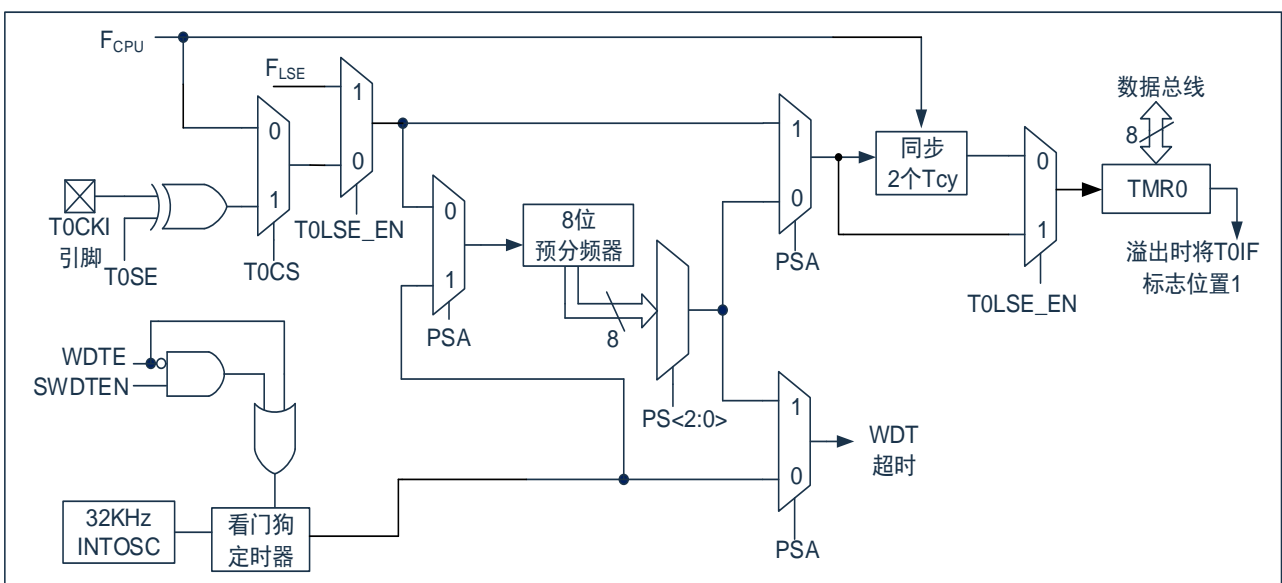 FCPU
FLSE
1
0
0
1
T0CKI
引脚
T0SE
T0CS
T0LSE_EN
0
1
PSA
8位
预分频器
8
PS<2:0>
1
0
PSA
同步
2个Tcy
0
1
T0LSE_EN
数据总线
8
TMR0
溢出时将T0IF
标志位置1
WDTE
SWDTEN
32KHz
INTOSC
看门狗
定时器
1
0
PSA
WDT
超时